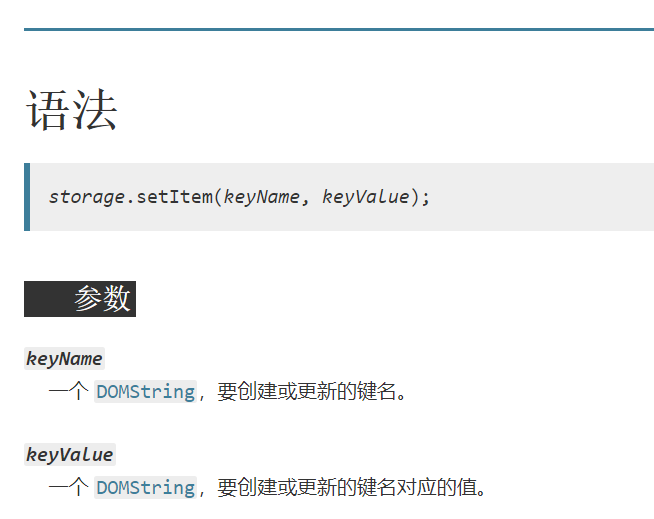 语法
storage.setItem(keyName, keyValue);
参数
keyName
一个 DOMString，要创建或更新的键名。
keyValue
一个 DOMString，要创建或更新的键名对应的值。